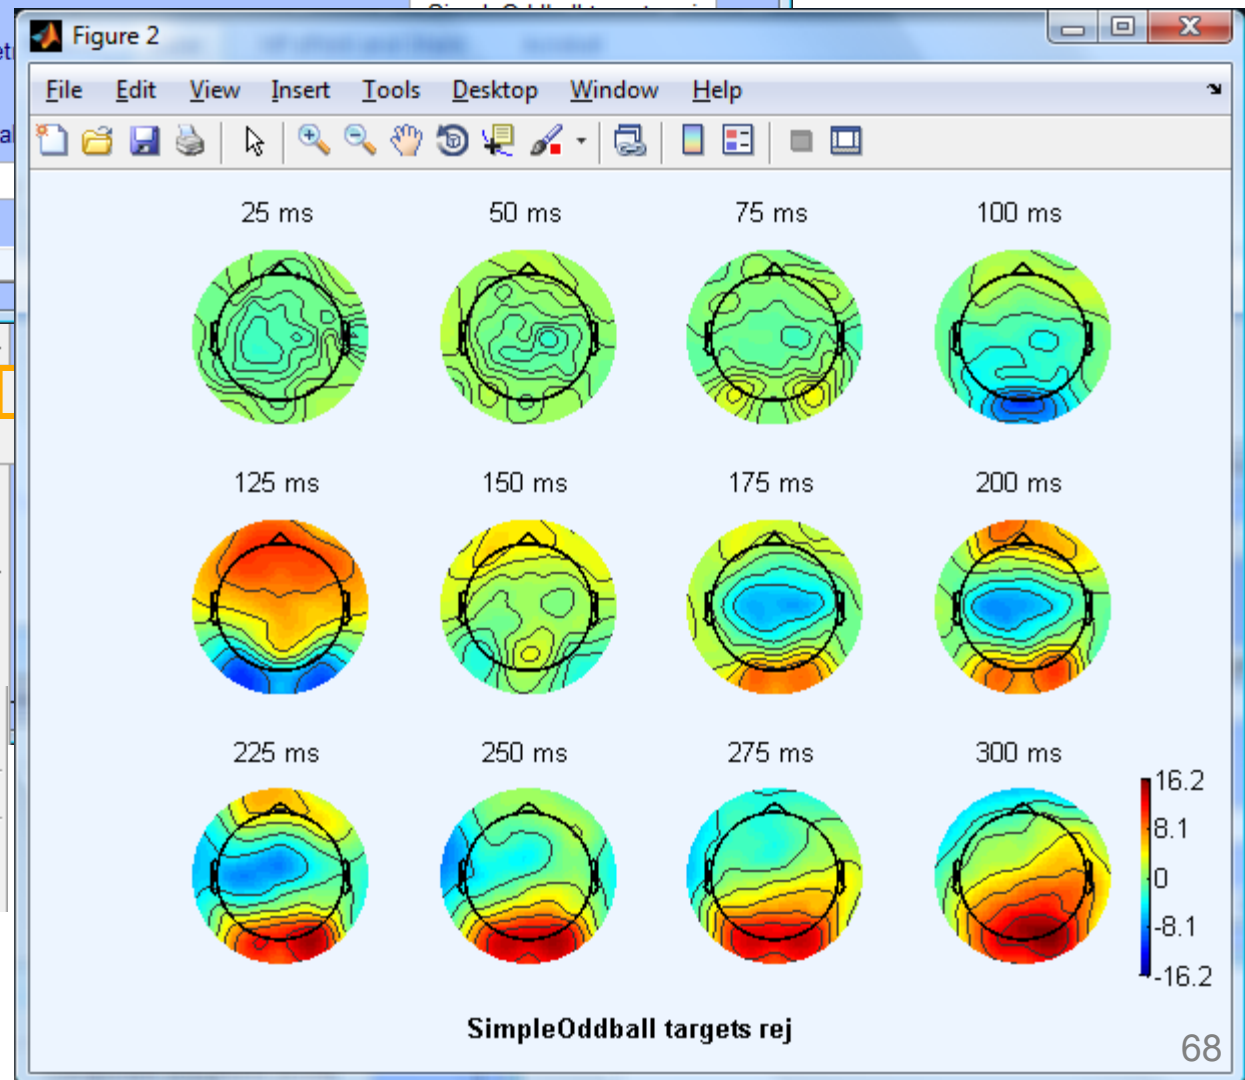 Figure 2
File Edit View Insert Tools Desktop Window Help
25 ms 50 ms 75 ms 100 ms
125 ms 150 ms 175 ms 200 ms
225 ms 250 ms 275 ms 300 ms
16.2
8.1
0
-8.1
-16.2
SimpleOddball targets rej
68